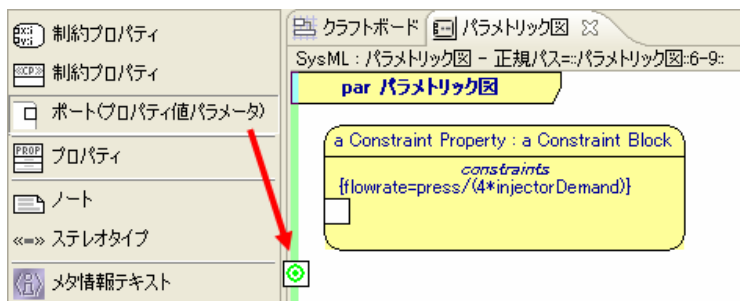 制約プロパティ
制約プロパティ
ポート(プロパティ値パラメータ)
プロパティ
ノート
«=» ステレオタイプ
メタ情報テキスト
クラフトボード パラメトリック図
SysML : パラメトリック図 - 正規パス=::パラメトリック図::6-9::
par パラメトリック図
a Constraint Property : a Constraint Block
constraints
{flowrate=press/(4*injectorDemand)}